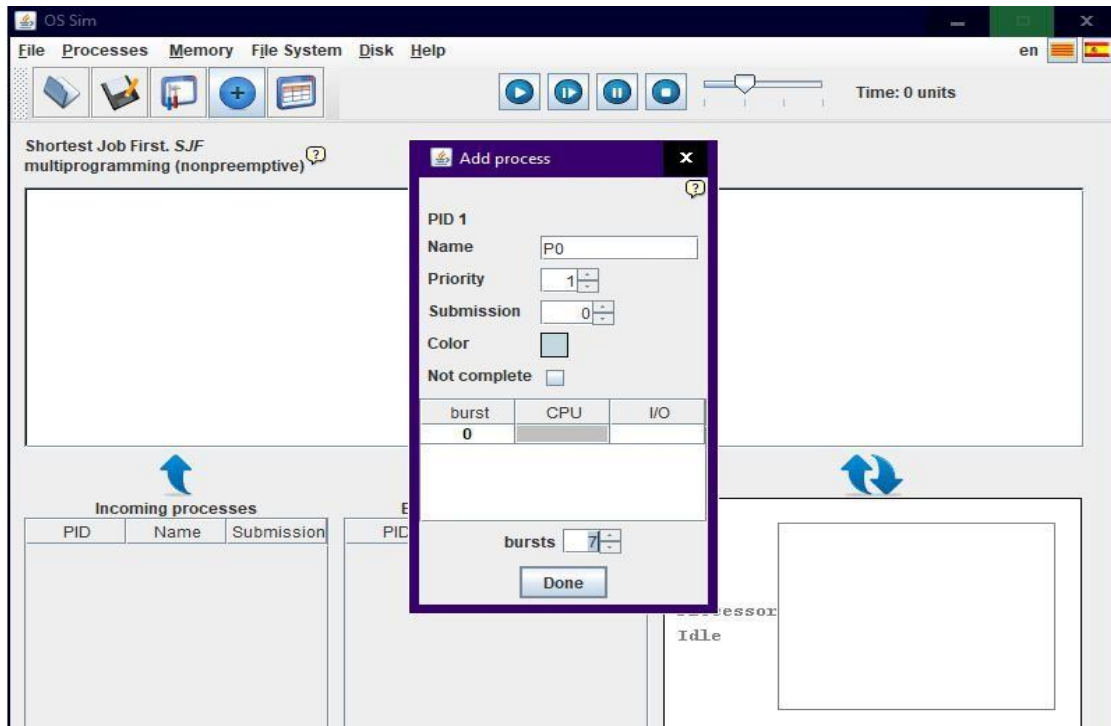 OS Sim
File Processes Memory File System Disk Help
en
Time: 0 units
Shortest Job First. SJF
multiprogramming (nonpreemptive)
Add process
PID 1
Name P0
Priority 1
Submission 0
Color
Not complete
burst CPU I/O
0
bursts 7
Done
Incoming processes
PID Name Submission
PID
Idle